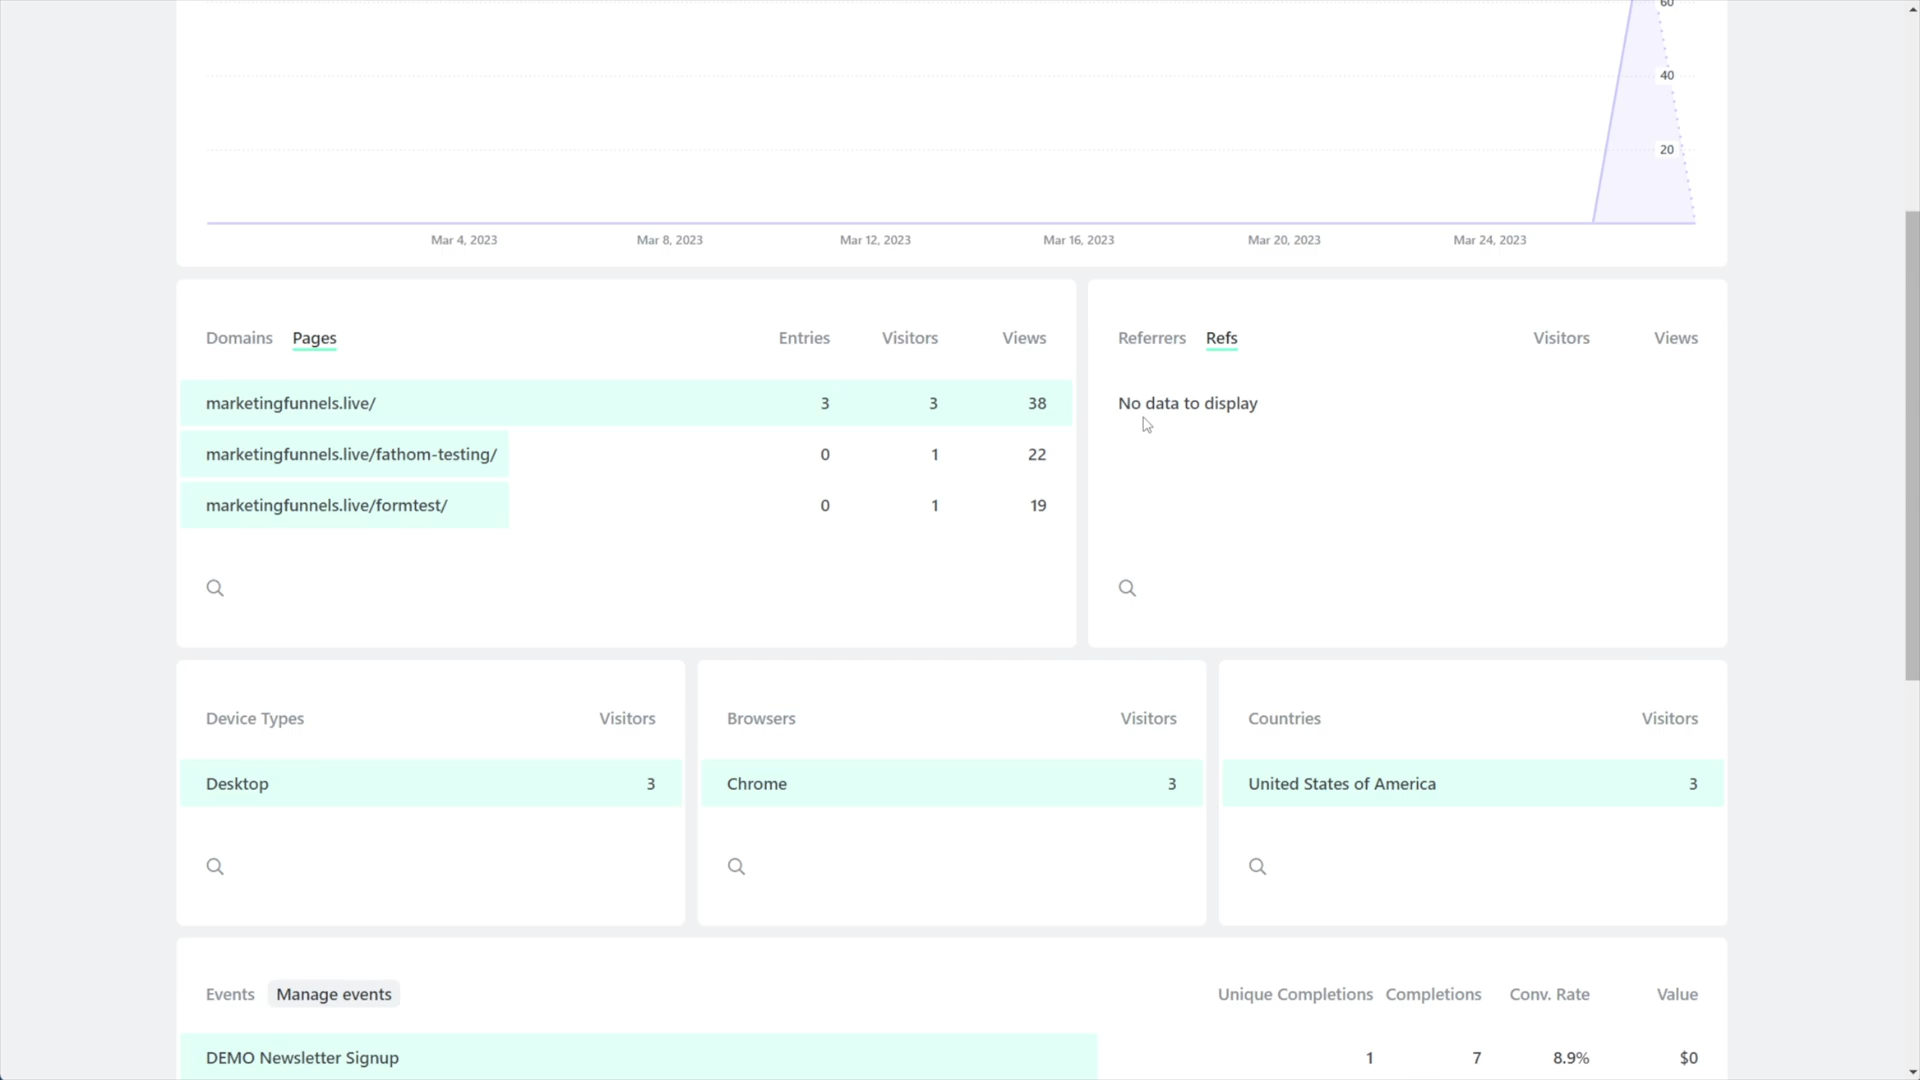 60
40
20
Mar 4, 2023 Mar 8, 2023 Mar 12, 2023 Mar 16, 2023 Mar 20, 2023 Mar 24, 2023
Domains Pages Entries Visitors Views
marketingfunnels.live/ 3 3 38
marketingfunnels.live/fathom-testing/ 0 1 22
marketingfunnels.live/formtest/ 0 1 19
Referrers Refs Visitors Views
No data to display
Device Types Visitors
Desktop 3
Browsers Visitors
Chrome 3
Countries Visitors
United States of America 3
Events Manage events Unique Completions Completions Conv. Rate Value
DEMO Newsletter Signup 1 7 8.9% $0